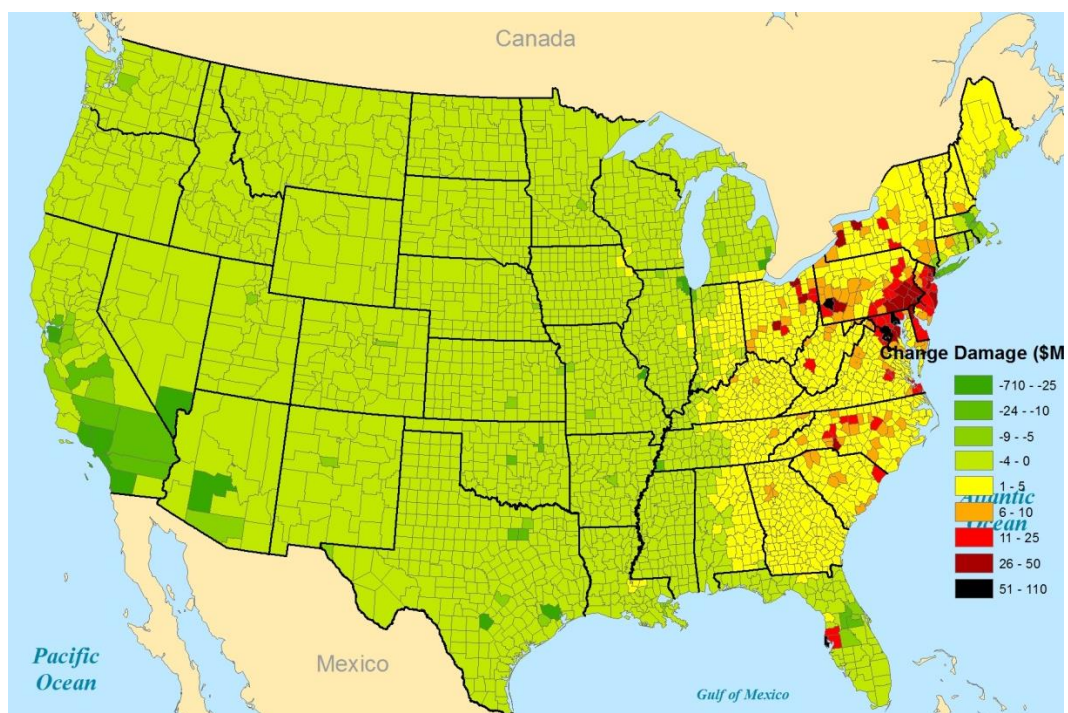 Canada
Change Damage ($M
-710 - -25
-24 - -10
-9 - -5
-4 - 0
1 - 5
6 - 10
11 - 25
26 - 50
51 - 110
Atlantic
Ocean
Pacific
Ocean
Mexico
Gulf of Mexico